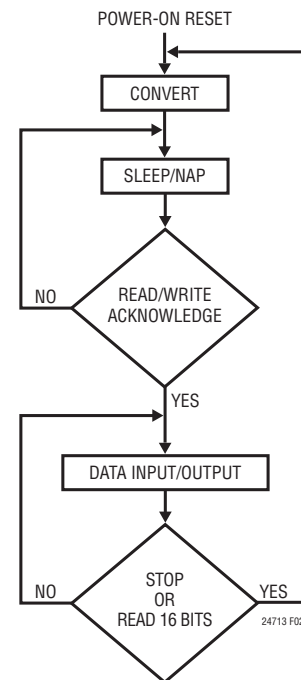 POWER-ON RESET
CONVERT
SLEEP/NAP
NO
READ/WRITE
ACKNOWLEDGE
YES
DATA INPUT/OUTPUT
NO
STOP
OR
READ 16 BITS
YES
24713 F02